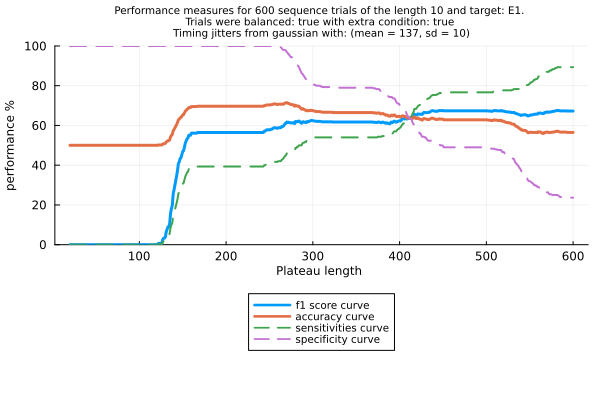 Performance measures for 600 sequence trials of the length 10 and target: E1.
Trials were balanced: true with extra condition: true
Timing jitters from gaussian with: (mean = 137, sd = 10)
100
80
60
40
20
0
performance %
100 200 300 400 500 600
Plateau length
f1 score curve
accuracy curve
sensitivities curve
specificity curve